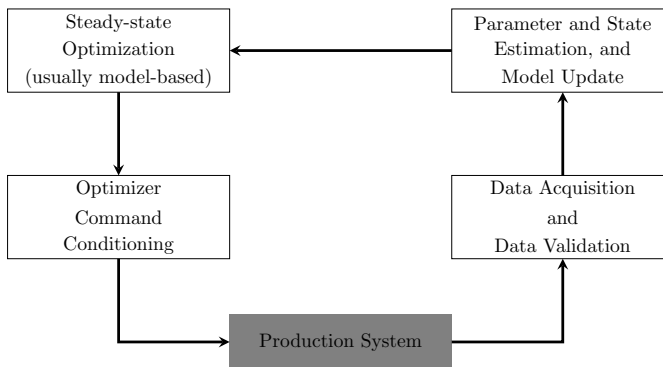 Steady-state
Optimization
(usually model-based)
Parameter and State
Estimation, and
Model Update
Optimizer
Command
Conditioning
Data Acquisition
and
Data Validation
Production System